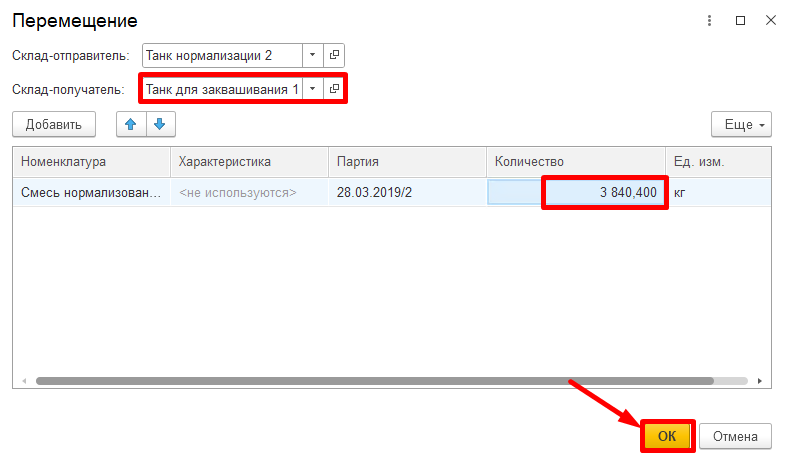 Перемещение
Склад-отправитель: Танк нормализации 2
Склад-получатель: Танк для заквашивания 1
Добавить Еще
Номенклатура Характеристика Партия Количество Ед. изм.
Смесь нормализован... <не используются> 28.03.2019/2 3 840,400 кг
ОК Отмена